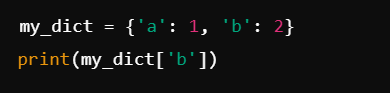 my_dict = {'a': 1, 'b': 2}
print(my_dict['b'])